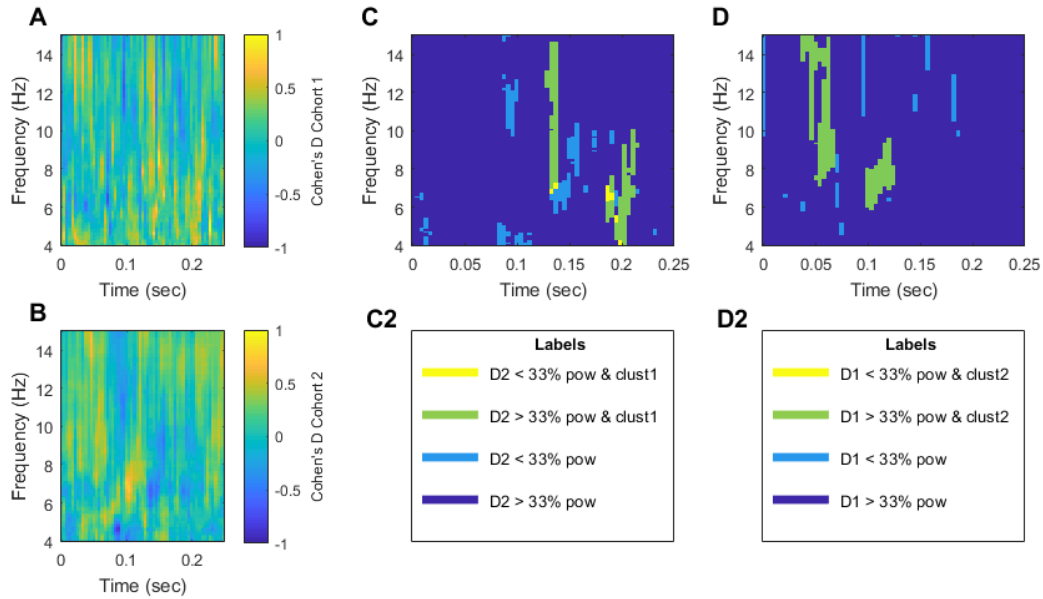 A
Frequency (Hz)
14
12
10
8
6
4
0
0.1
0.2
Time (sec)
1
0.5
0
-0.5
-1
Cohen's D Cohort 1
C
Frequency (Hz)
14
12
10
8
6
4
0
0.05
0.1
0.15
0.2
0.25
Time (sec)
D
Frequency (Hz)
14
12
10
8
6
4
0
0.05
0.1
0.15
0.2
0.25
Time (sec)
B
Frequency (Hz)
14
12
10
8
6
4
0
0.1
0.2
Time (sec)
1
0.5
0
-0.5
-1
Cohen's D Cohort 2
C2
Labels
D2 < 33% pow & clust1
D2 > 33% pow & clust1
D2 < 33% pow
D2 > 33% pow
D2
Labels
D1 < 33% pow & clust2
D1 > 33% pow & clust2
D1 < 33% pow
D1 > 33% pow